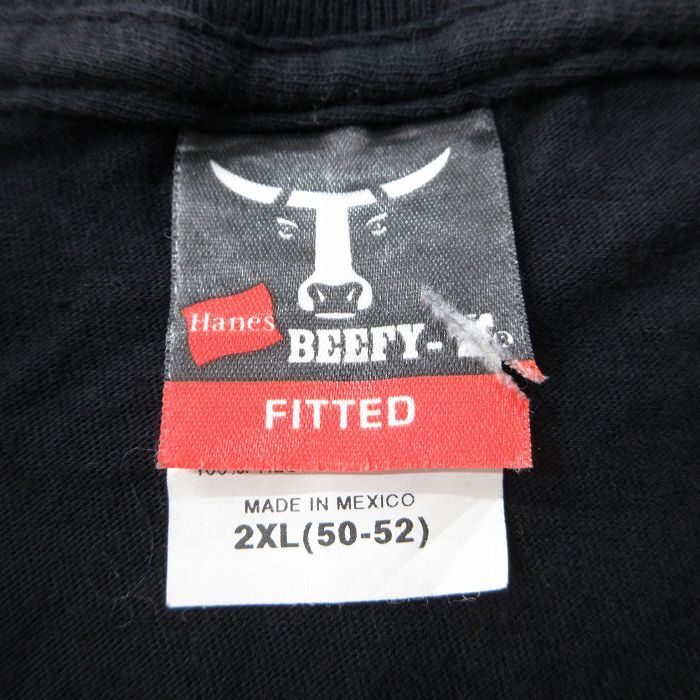 Hanes
BEEFY-
FITTED
MADE IN MEXICO
2XL(50-52)